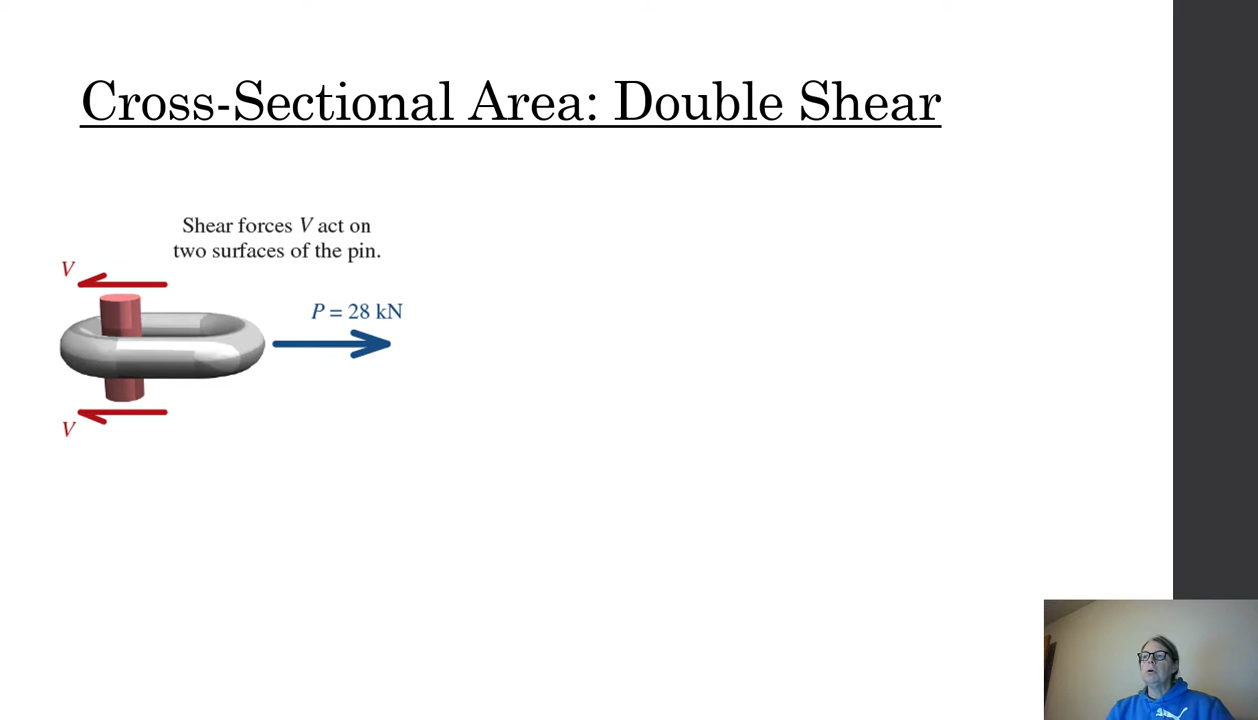 Cross-Sectional Area: Double Shear
Shear forces V act on
two surfaces of the pin.
V
P = 28 kN
V